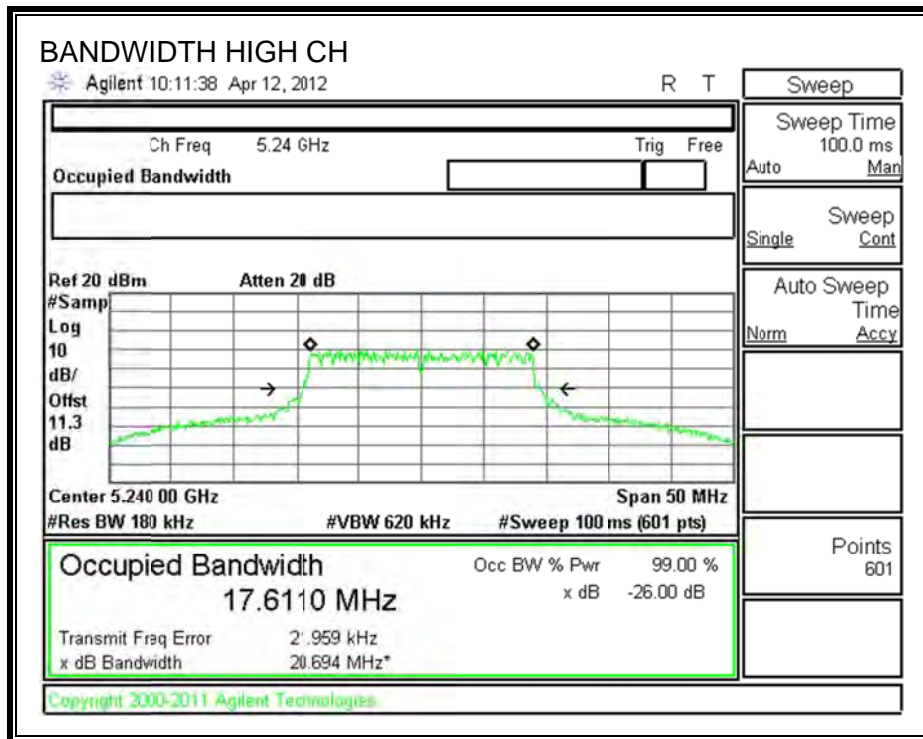 BANDWIDTH HIGH CH
Agilent 10:11:38 Apr 12, 2012 R T
Sweep
Ch Freq 5.24 GHz Trig Free
Occupied Bandwidth
Sweep Time
100.0 ms
Auto Man
Sweep
Single Cont
Auto Sweep
Time
Norm Accy
Points
601
Ref 20 dBm Atten 20 dB
#Samp
Log
10
dB/
Offst
11.3
dB
Center 5.240 00 GHz Span 50 MHz
#Res BW 180 kHz #VBW 620 kHz #Sweep 100 ms (601 pts)
Occupied Bandwidth
17.6110 MHz
Occ BW % Pwr 99.00 %
x dB -26.00 dB
Transmit Freq Error kHz
x dB Bandwidth 20.694 MHz*
Copyright 2000-2011 Agilent Technologies